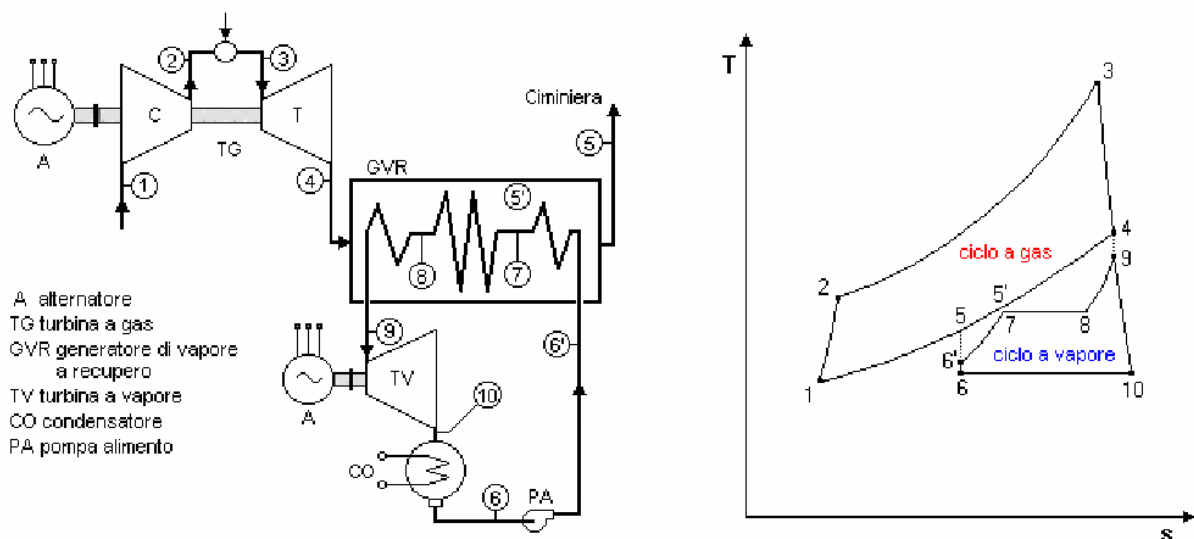 2
3
C
T
A
TG
1
4
Ciminiera
5
GVR
5'
8
7
A alternatore
TG turbina a gas
GVR generatore di vapore
a recupero
TV turbina a vapore
CO condensatore
PA pompa alimento
9
6'
TV
A
10
CO
6
PA
T
3
ciclo a gas
4
9
2
5'
5
7
8
6'
ciclo a vapore
1
6
10
s